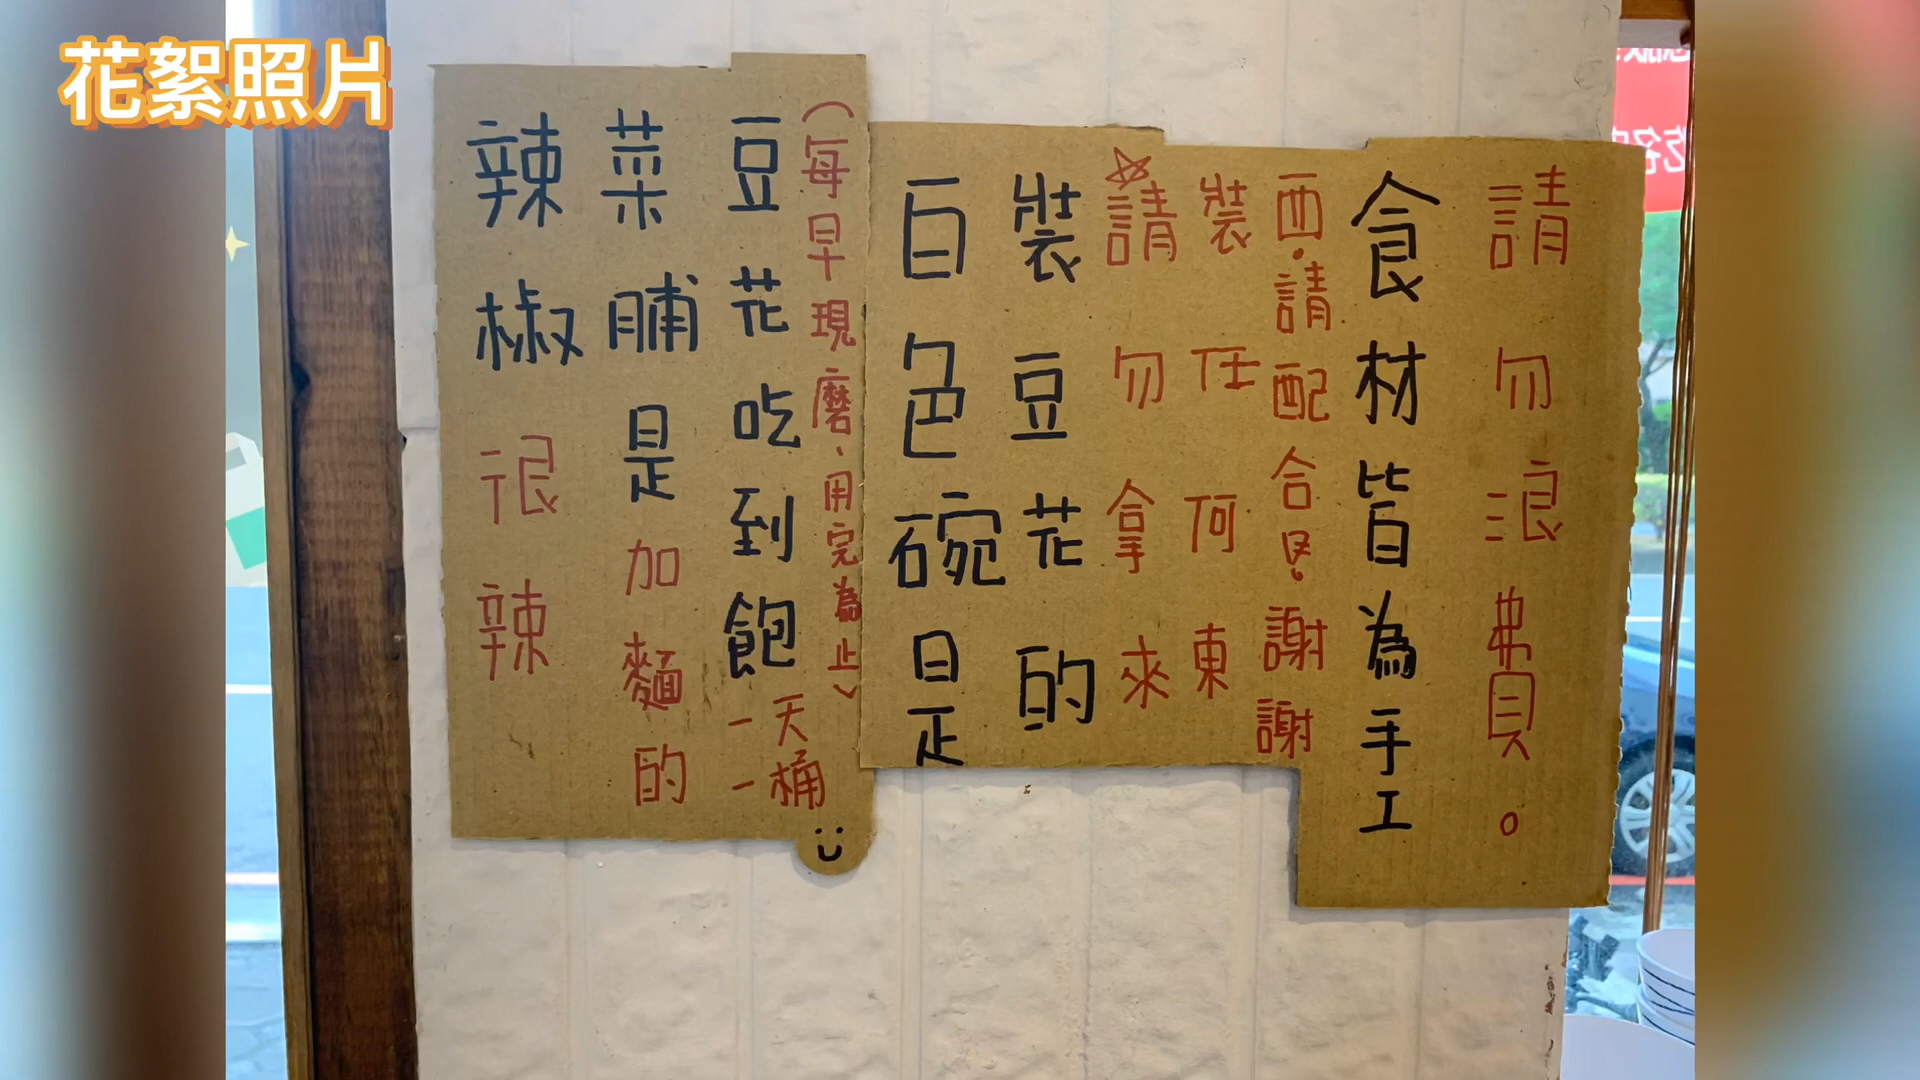 花絮照片
辣椒很辣
菜脯是加麵的
豆花吃到飽
一天
一桶
(每早現磨、用完為止)
白色碗是
裝豆花的
☆請勿拿來
裝任何東
西.請配合 謝謝
食材皆為手工
請勿浪費。